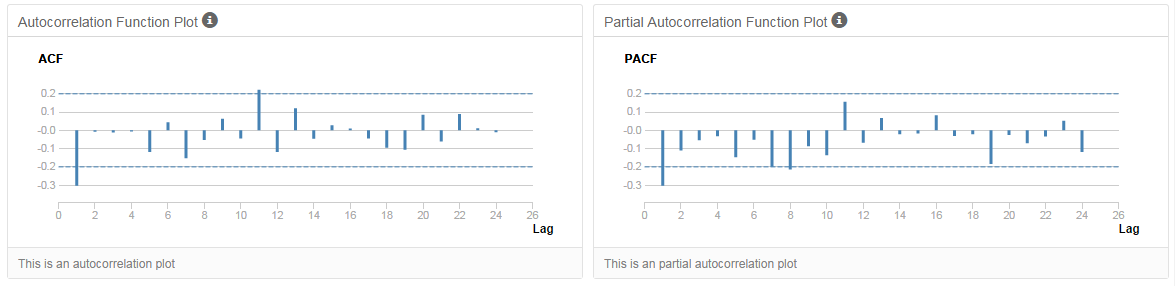 Autocorrelation Function Plot
ACF
0.2
0.1
-0.0
-0.1
-0.2
-0.3
0 2 4 6 8 10 12 14 16 18 20 22 24 26
Lag
This is an autocorrelation plot
Partial Autocorrelation Function Plot
PACF
0.2
0.1
-0.0
-0.1
-0.2
-0.3
0 2 4 6 8 10 12 14 16 18 20 22 24 26
Lag
This is an partial autocorrelation plot